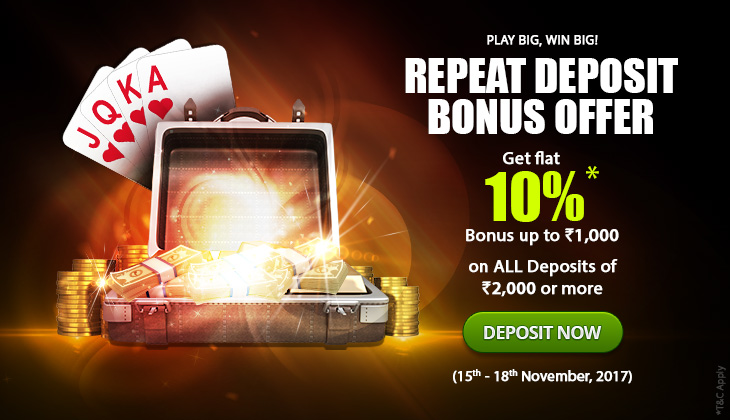 J
Q
K
A
PLAY BIG, WIN BIG!
REPEAT DEPOSIT
BONUS OFFER
Get flat
10%*
Bonus up to ₹1,000
on ALL Deposits of
₹2,000 or more
DEPOSIT NOW
(15th - 18th November, 2017)
*T&C Apply